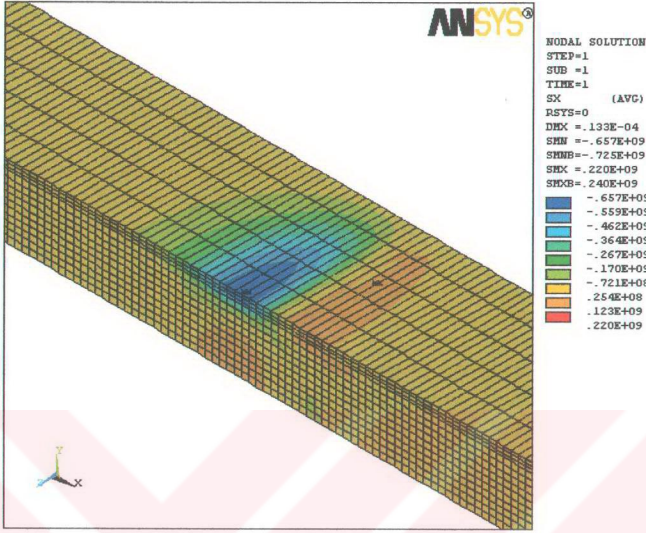 ANSYS®
NODAL SOLUTION
STEP=1
SUB =1
TIME=1
SX (AVG)
RSYS=0
DMX =.133E-04
SMN =-.657E+09
SMNB=-.725E+09
SMX =.220E+09
SMXB=.240E+09
-.657E+09
-.559E+09
-.462E+09
-.364E+09
-.267E+09
-.170E+09
-.721E+08
.254E+08
.123E+09
.220E+09
MX
Y
Z X